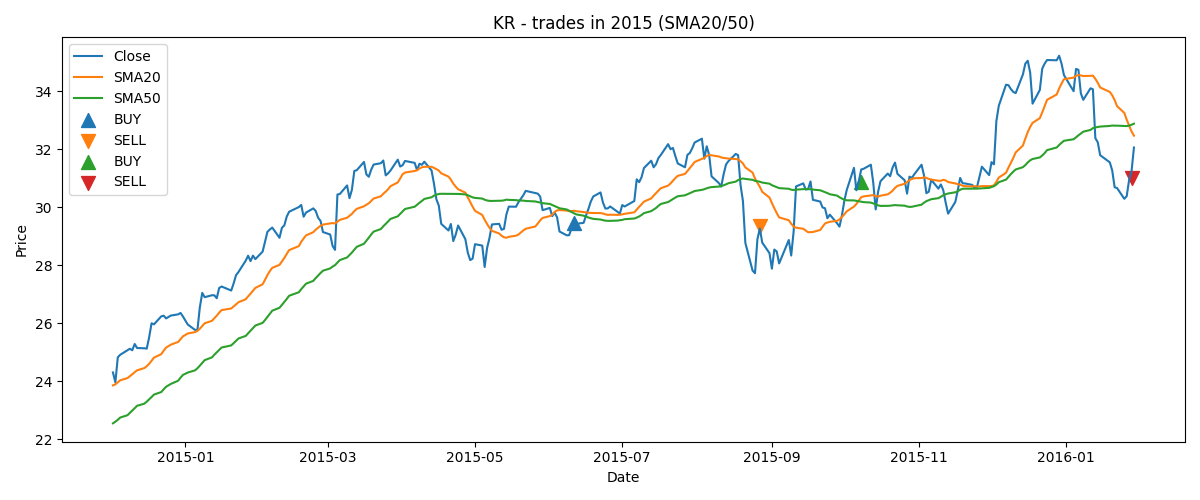 KR - trades in 2015 (SMA20/50)
Close
SMA20
SMA50
BUY
SELL
BUY
SELL
Price
34
32
30
28
26
24
22
2015-01 2015-03 2015-05 2015-07 2015-09 2015-11 2016-01
Date